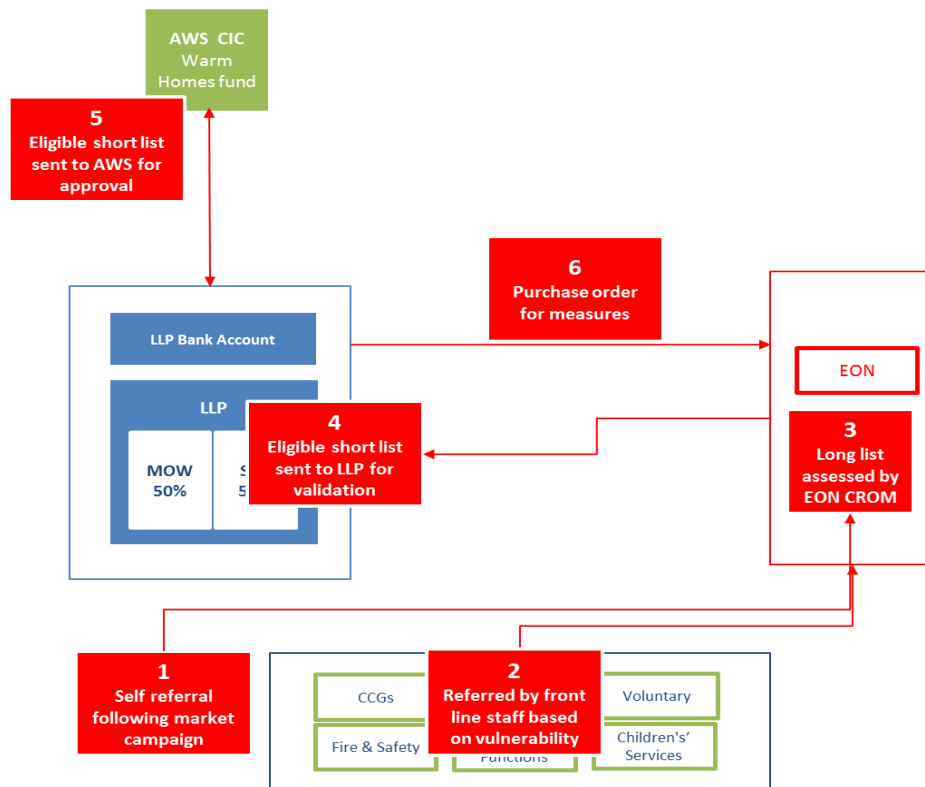 AWS CIC
Warm
Homes fund
5
Eligible short list
sent to AWS for
approval
6
Purchase order
for measures
LLP Bank Account
EON
LLP
4
Eligible short list
sent to LLP for
validation
MOW
50%
S
5
3
Long list
assessed by
EON CROM
1
Self referral
following market
campaign
CCGs
2
Referred by front
line staff based
on vulnerability
Voluntary
Fire & Safety
Functions
Children's’
Services